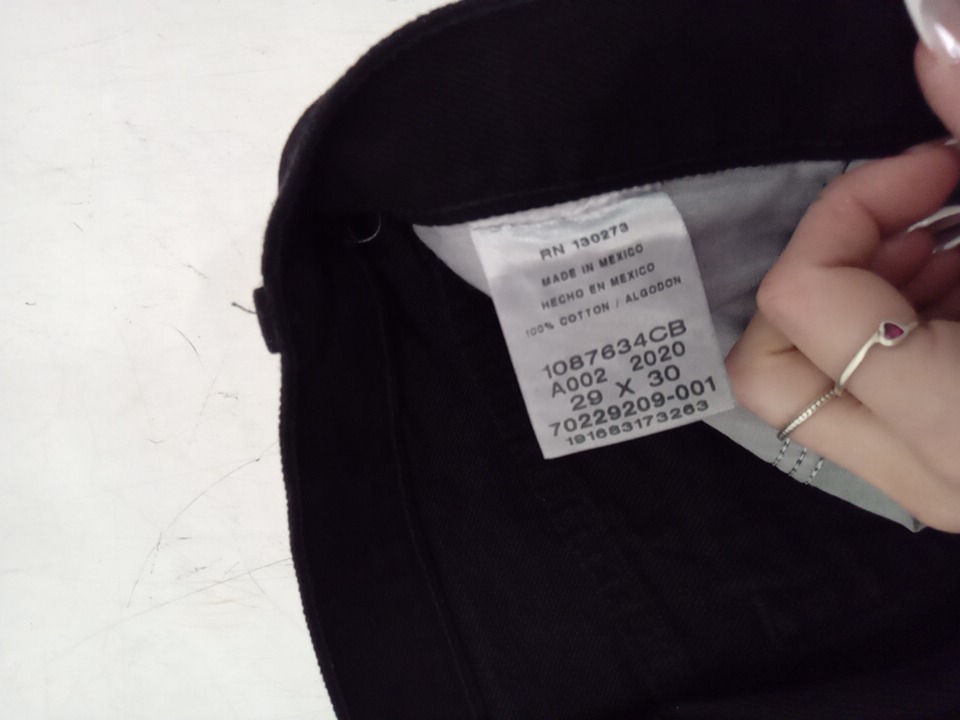 RN 130273
MADE IN MEXICO
HECHO EN MEXICO
100% COTTON / ALGODON
1087634CB
A002 2020
29 X 30
70229209-001
191683173263